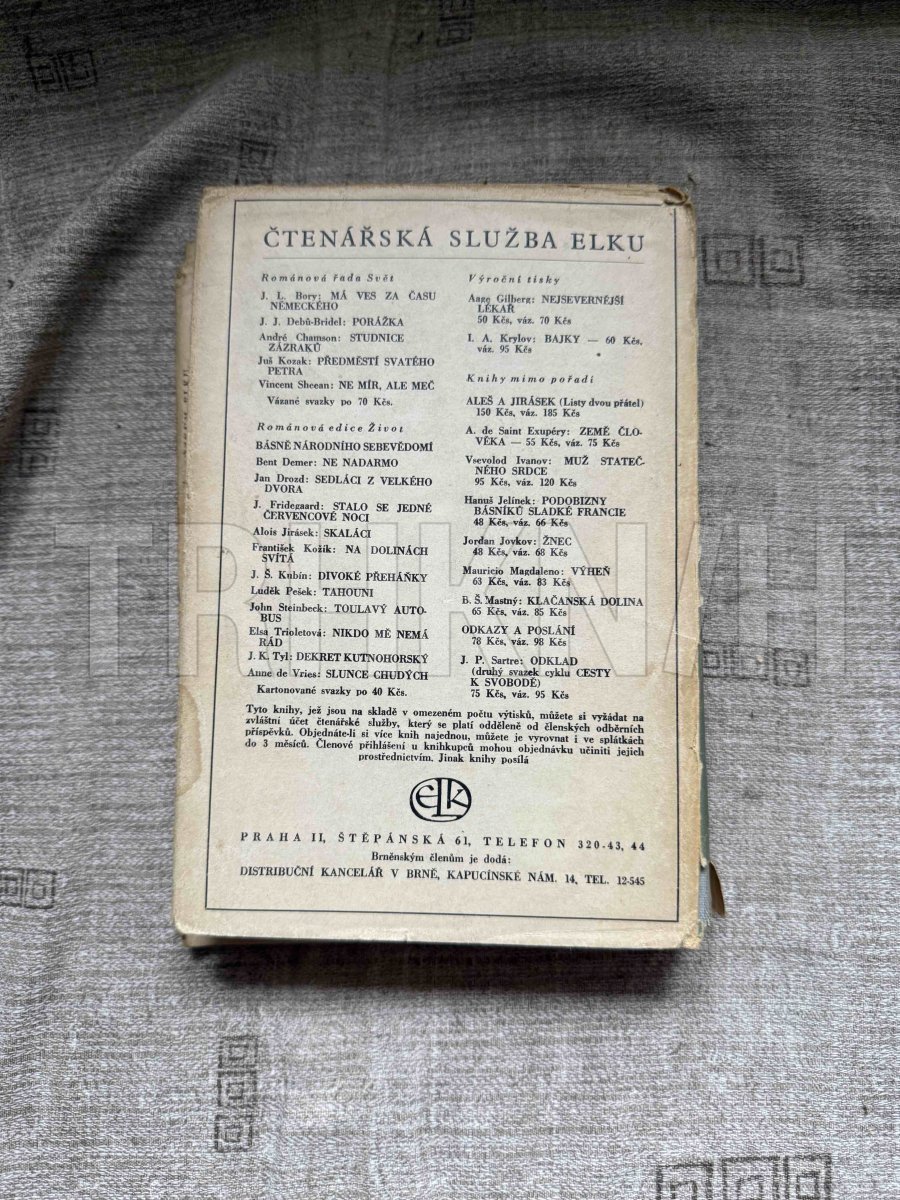 ČTENÁŘSKÁ SLUŽBA ELKU
Románová řada Svět
J. L. Bory: MÁ VES ZA ČASU
NĚMECKÉHO
J. J. Debû-Bridel: PORÁŽKA
André Chamson: STUDNICE
ZÁZRAKŮ
Juš Kozak: PŘEDMĚSTÍ SVATÉHO
PETRA
Vincent Sheean: NE MÍR, ALE MEČ
Vázané svazky po 70 Kčs.
Románová edice Život
BÁSNĚ NÁRODNÍHO SEBEVĚDOMÍ
Bent Demer: NE NADARMO
Jan Drozd: SEDLÁCI Z VELKÉHO
DVORA
J. Fridegaard: STALO SE JEDNÉ
ČERVENCOVÉ NOCI
Alois Jirásek: SKALÁCI
František Kožík: NA DOLINÁCH
SVÍTÁ
J. Š. Kubín: DIVOKÉ PŘEHÁŇKY
Luděk Pešek: TAHOUNI
John Steinbeck: TOULAVÝ AUTO-
BUS
Elsa Trioletová: NIKDO MĚ NEMÁ
RÁD
J. K. Tyl: DEKRET KUTNOHORSKÝ
Anne de Vries: SLUNCE CHUDÝCH
Kartonované svazky po 40 Kčs.
Výroční tisky
Aage Gilberg: NEJSEVERNĚJŠÍ
LÉKAŘ
50 Kčs, váz. 70 Kčs
I. A. Krylov: BAJKY — 60 Kčs,
váz. 95 Kčs
Knihy mimo pořadí
ALEŠ A JIRÁSEK (Listy dvou přátel)
150 Kčs, váz. 185 Kčs
A. de Saint Exupéry: ZEMĚ ČLO-
VĚKA — 55 Kčs, váz. 75 Kčs
Vsevolod Ivanov: MUŽ STATEČ-
NÉHO SRDCE
95 Kčs, váz. 120 Kčs
Hanuš Jelínek: PODOBIZNY
BÁSNÍKŮ SLADKÉ FRANCIE
48 Kčs, váz. 66 Kčs
Jordan Jovkov: ŽNEC
48 Kčs, váz. 68 Kčs
Mauricio Magdaleno: VÝHEŇ
63 Kčs, váz. 83 Kčs
B. Š. Mastný: KLAČANSKÁ DOLINA
65 Kčs, váz. 85 Kčs
ODKAZY A POSLÁNÍ
78 Kčs, váz. 98 Kčs
J. P. Sartre: ODKLAD
(druhý svazek cyklu CESTY
K SVOBODĚ)
75 Kčs, váz. 95 Kčs
Tyto knihy, jež jsou na skladě v omezeném počtu výtisků, můžete si vyžádat na
zvláštní účet čtenářské služby, který se platí odděleně od členských odběrních
příspěvků. Objednáte-li si více knih najednou, můžete je vyrovnat i ve splátkách
do 3 měsíců. Členové přihlášení u knihkupců mohou objednávku učiniti jejich
prostřednictvím. Jinak knihy posílá
ELK
PRAHA II, ŠTĚPÁNSKÁ 61, TELEFON 320-43, 44
Brněnským členům je dodá:
DISTRIBUČNÍ KANCELÁŘ V BRNĚ, KAPUCÍNSKÉ NÁM. 14, TEL. 12-545